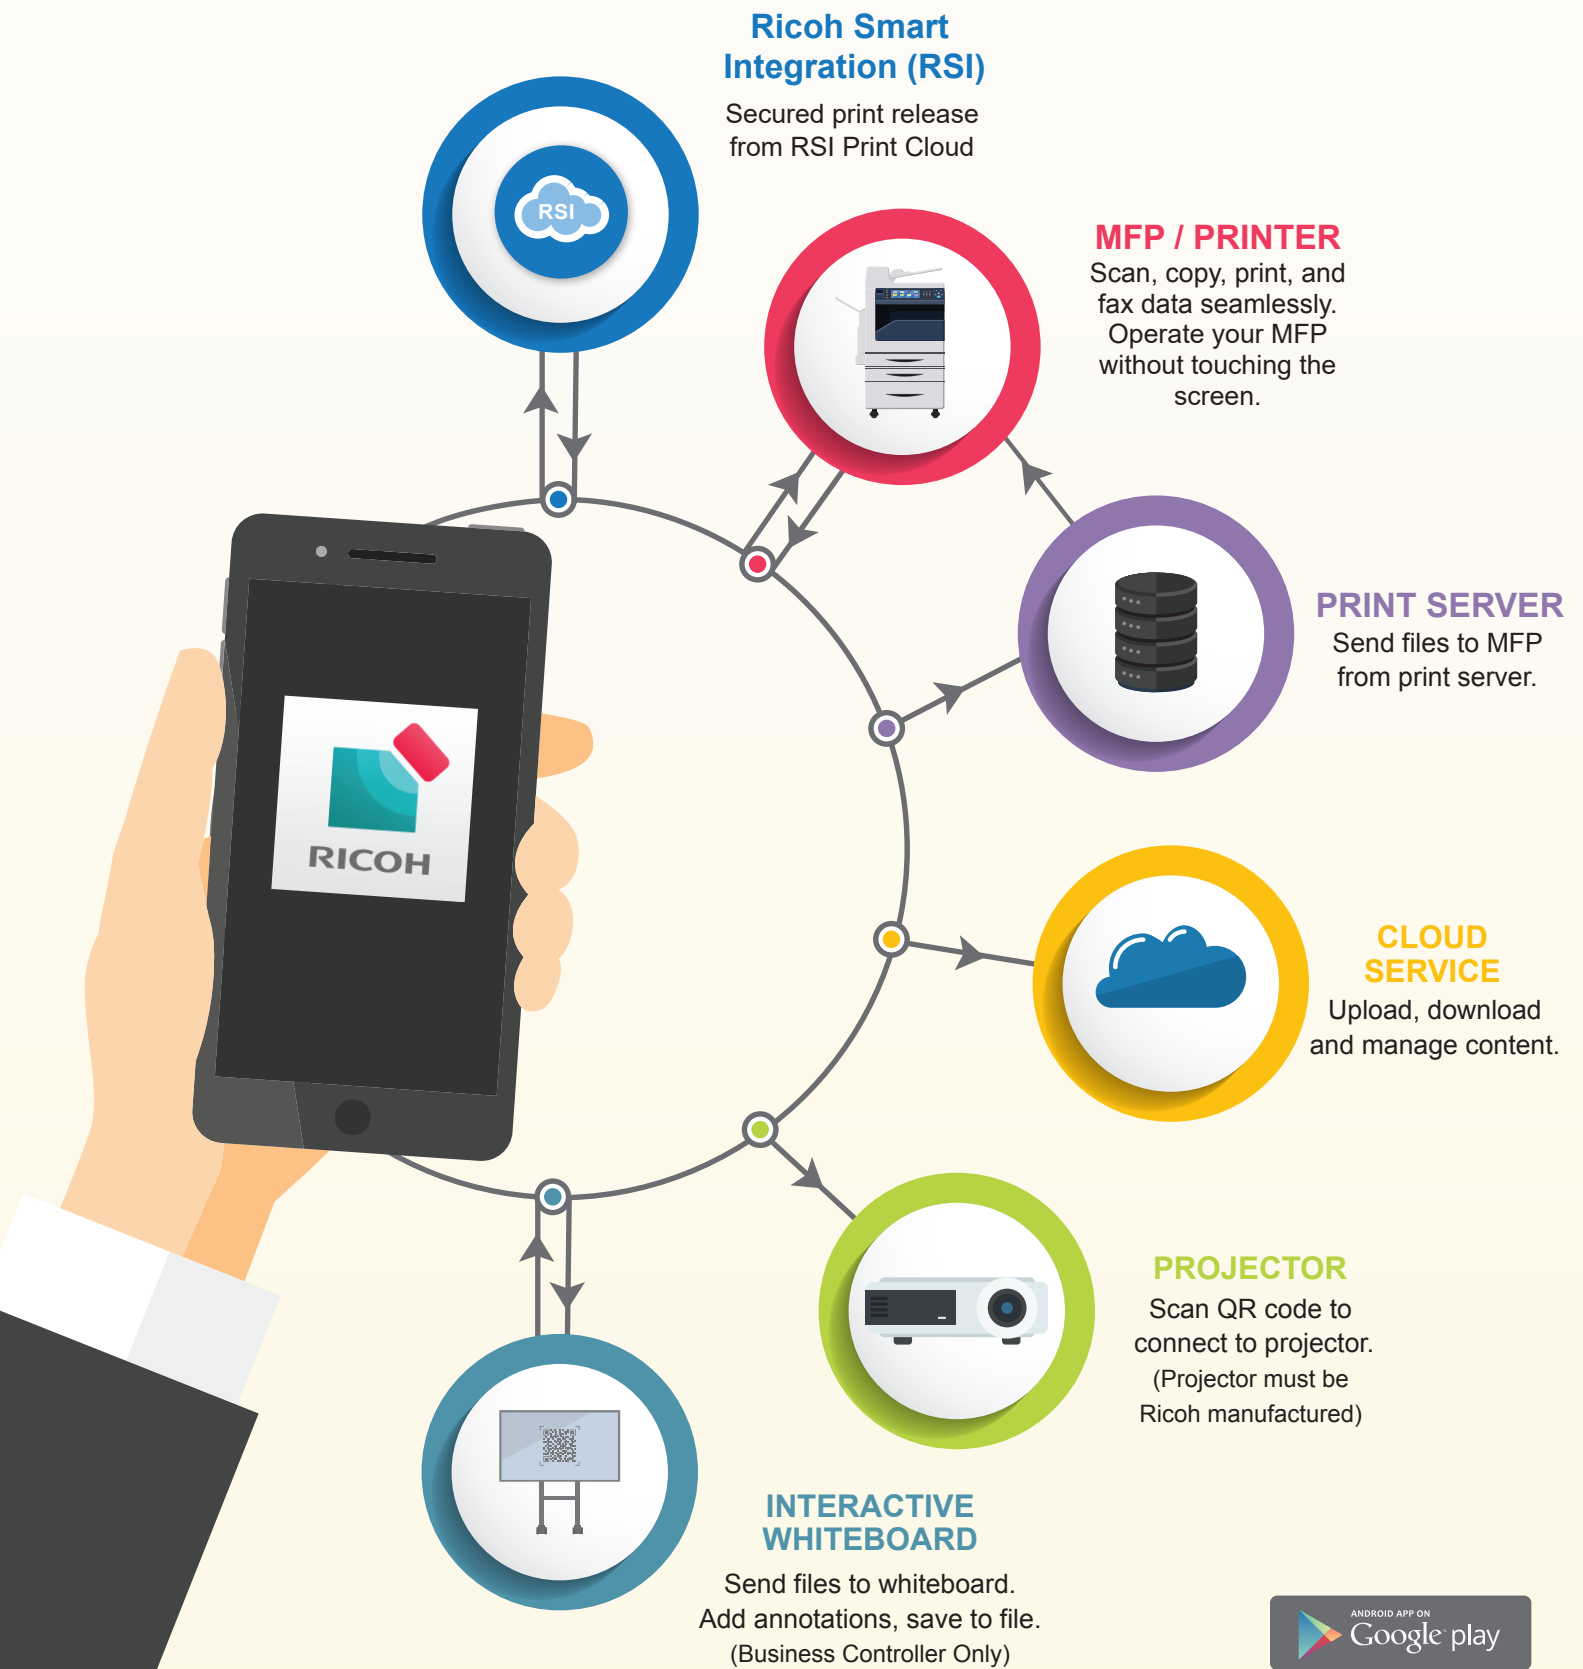 Ricoh Smart
Integration (RSI)
Secured print release
from RSI Print Cloud
RSI
MFP / PRINTER
Scan, copy, print, and
fax data seamlessly.
Operate your MFP
without touching the
screen.
PRINT SERVER
Send files to MFP
from print server.
RICOH
CLOUD
SERVICE
Upload, download
and manage content.
PROJECTOR
Scan QR code to
connect to projector.
(Projector must be
Ricoh manufactured)
INTERACTIVE
WHITEBOARD
Send files to whiteboard.
Add annotations, save to file.
(Business Controller Only)
ANDROID APP ON
Google play